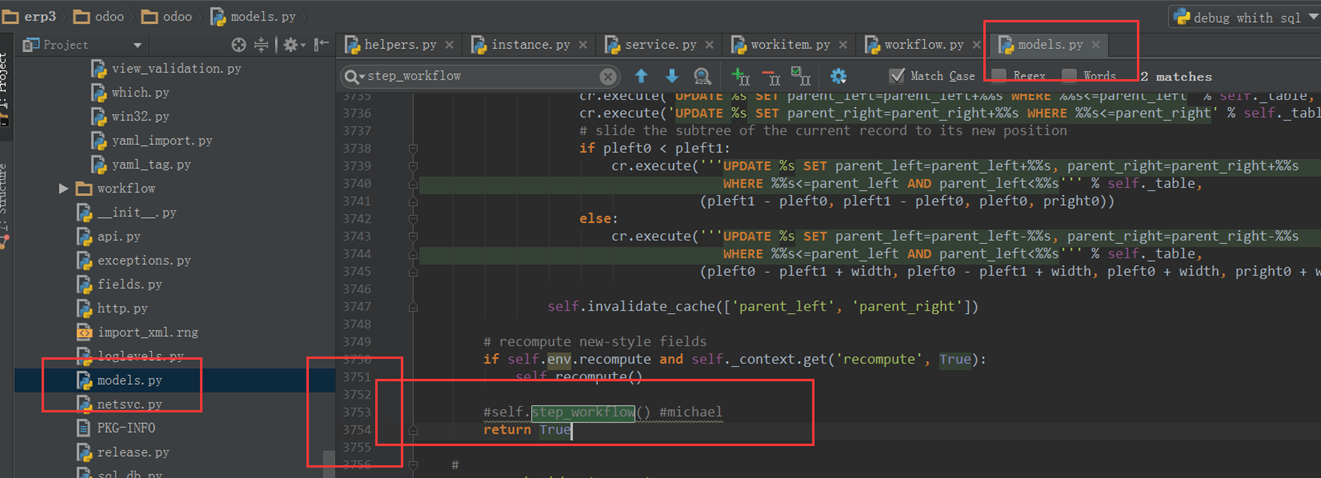 erp3 odoo odoo models.py
debug whith sql
Project
helpers.py instance.py service.py workitem.py workflow.py models.py
step_workflow Match Case Regex Words 2 matches
1: Project
7: Structure
view_validation.py
which.py
win32.py
yaml_import.py
yaml_tag.py
workflow
__init__.py
api.py
exceptions.py
fields.py
http.py
import_xml.rng
loglevels.py
models.py
netsvc.py
PKG-INFO
release.py
sql_db.py
3735 cr.execute('UPDATE %s SET parent_left=parent_left+%%s WHERE %%s<=parent_left' % self._table,
3736 cr.execute('UPDATE %s SET parent_right=parent_right+%%s WHERE %%s<=parent_right' % self._tabl
3737 # slide the subtree of the current record to its new position
3738 if pleft0 < pleft1:
3739 cr.execute('''UPDATE %s SET parent_left=parent_left+%%s, parent_right=parent_right+%%s
3740 WHERE %%s<=parent_left AND parent_left<%%s''' % self._table,
3741 (pleft1 - pleft0, pleft1 - pleft0, pleft0, pright0))
3742 else:
3743 cr.execute('''UPDATE %s SET parent_left=parent_left-%%s, parent_right=parent_right-%%s
3744 WHERE %%s<=parent_left AND parent_left<%%s''' % self._table,
3745 (pleft0 - pleft1 + width, pleft0 - pleft1 + width, pleft0 + width, pright0 + w
3746
3747 self.invalidate_cache(['parent_left', 'parent_right'])
3748
3749 # recompute new-style fields
3750 if self.env.recompute and self._context.get('recompute', True):
3751 self.recompute()
3752
3753 #self.step_workflow() #michael
3754 return True
3755
3756 #